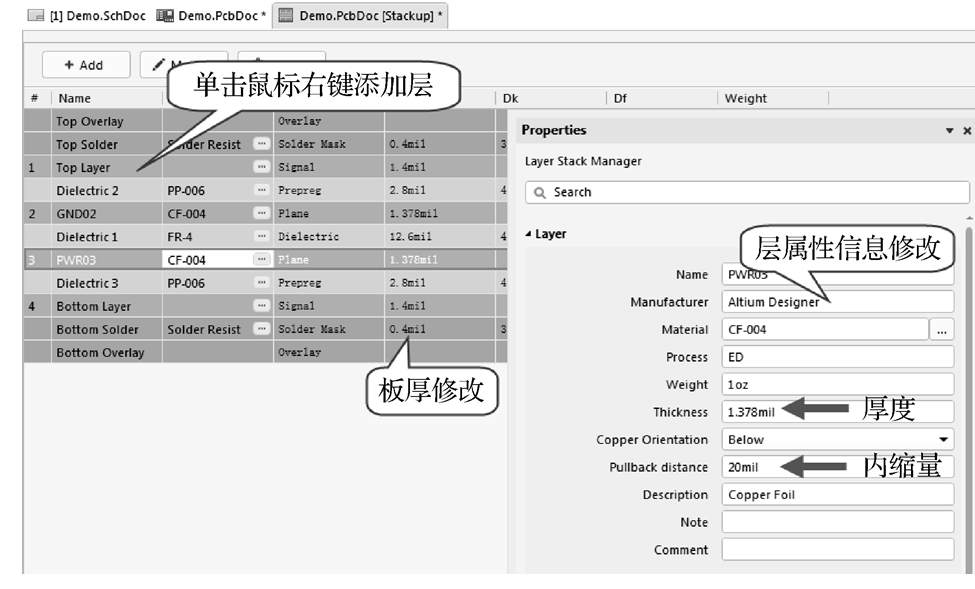 [1] Demo.SchDoc Demo.PcbDoc * Demo.PcbDoc [Stackup] *
+ Add
单击鼠标右键添加层
# Name Dk Df Weight
Top Overlay Overlay
Top Solder Solder Resist ... Solder Mask 0.4mil 3
1 Top Layer ... Signal 1.4mil
Dielectric 2 PP-006 ... Prepreg 2.8mil 4
2 GND02 CF-004 ... Plane 1.378mil
Dielectric 1 FR-4 ... Dielectric 12.6mil 4
3 PWR03 CF-004 ... Plane 1.378mil
Dielectric 3 PP-006 ... Prepreg 2.8mil 4
4 Bottom Layer ... Signal 1.4mil
Bottom Solder Solder Resist ... Solder Mask 0.4mil 3
Bottom Overlay Overlay
板厚修改
Properties
Layer Stack Manager
Search
Layer
层属性信息修改
Name PWR03
Manufacturer Altium Designer
Material CF-004 ...
Process ED
Weight 1oz
Thickness 1.378mil 厚度
Copper Orientation Below
Pullback distance 20mil 内缩量
Description Copper Foil
Note
Comment